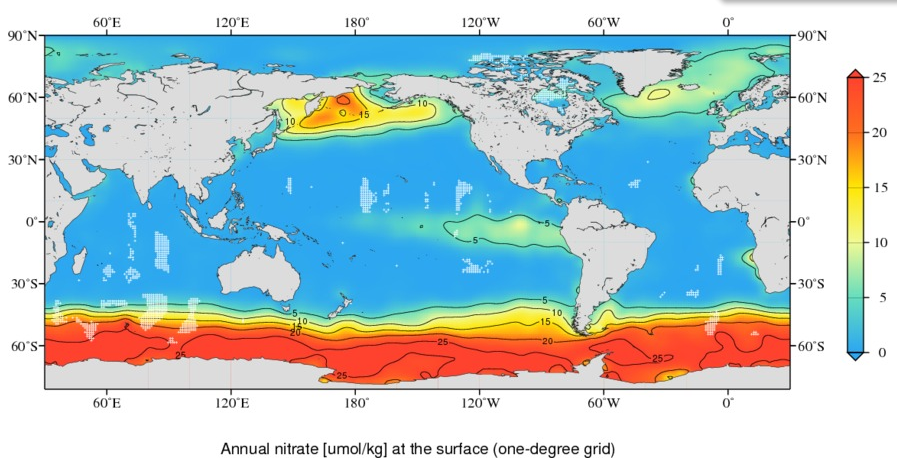 60˚E 120˚E 180˚ 120˚W 60˚W 0˚
90˚N 90˚N
60˚N 60˚N
30˚N 30˚N
0˚ 0˚
30˚S 30˚S
60˚S 60˚S
60˚E 120˚E 180˚ 120˚W 60˚W 0˚
10 15 10
5 5
5 5
10 10
15 15
20 20
25 25 25
25
25
20
15
10
5
0
Annual nitrate [umol/kg] at the surface (one-degree grid)